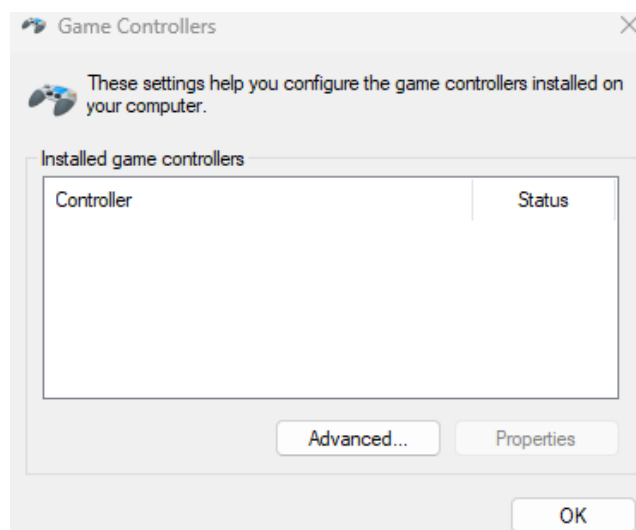 Game Controllers
These settings help you configure the game controllers installed on
your computer.
Installed game controllers
Controller Status
Advanced... Properties
OK